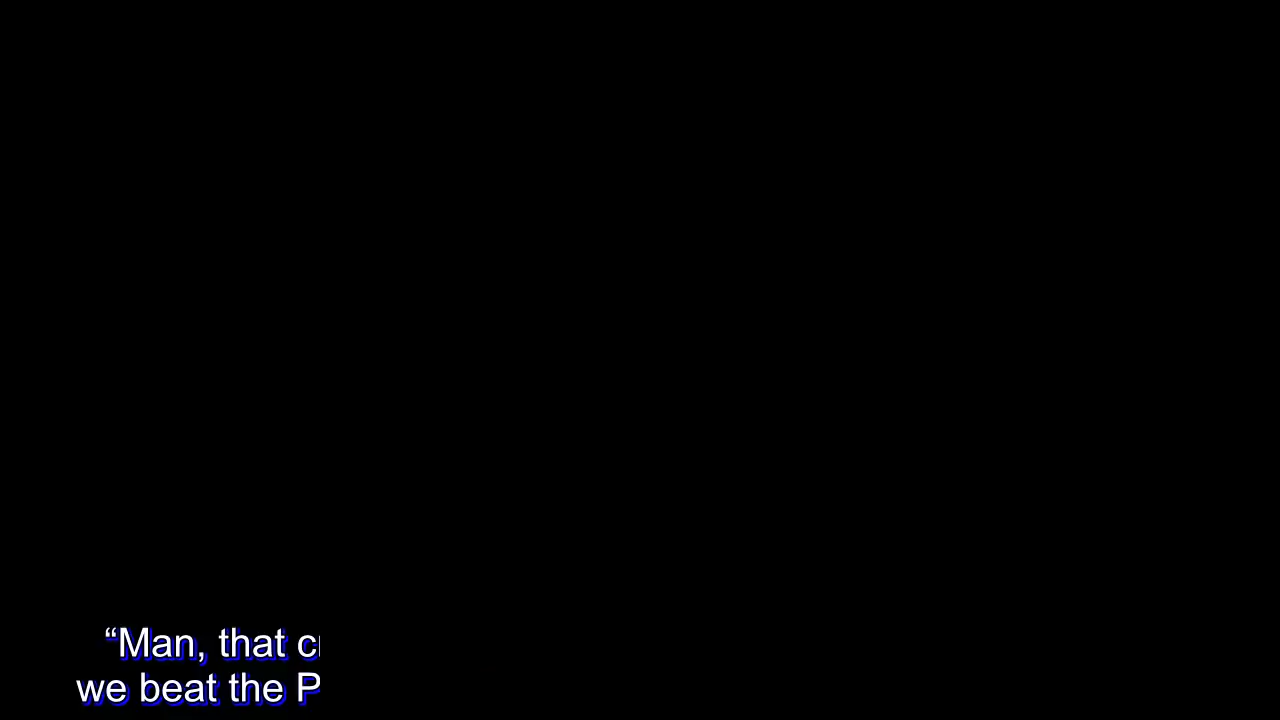 “Man, that
we beat the